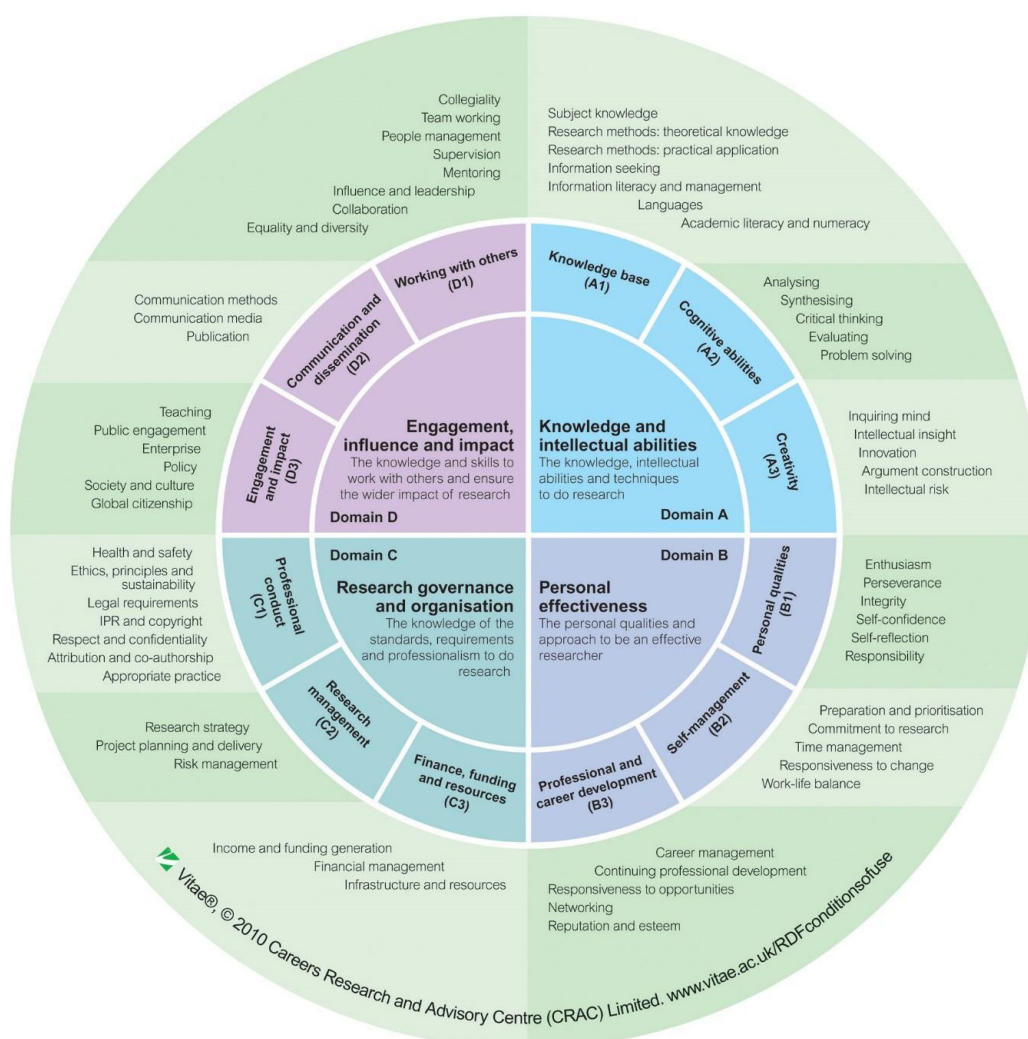 Collegiality
Team working
People management
Supervision
Mentoring
Influence and leadership
Collaboration
Equality and diversity
Subject knowledge
Research methods: theoretical knowledge
Research methods: practical application
Information seeking
Information literacy and management
Languages
Academic literacy and numeracy
Working with others
(D1)
Knowledge base
(A1)
Communication methods
Communication media
Publication
Communication and
dissemination
(D2)
Cognitive abilities
(A2)
Analysing
Synthesising
Critical thinking
Evaluating
Problem solving
Teaching
Public engagement
Enterprise
Policy
Society and culture
Global citizenship
Engagement
and impact
(D3)
Engagement,
influence and impact
The knowledge and skills to
work with others and ensure
the wider impact of research
Domain D
Knowledge and
intellectual abilities
The knowledge, intellectual
abilities and techniques
to do research
Domain A
Creativity
(A3)
Inquiring mind
Intellectual insight
Innovation
Argument construction
Intellectual risk
Health and safety
Ethics, principles and
sustainability
Legal requirements
IPR and copyright
Respect and confidentiality
Attribution and co-authorship
Appropriate practice
Professional
conduct
(C1)
Domain C
Research governance
and organisation
The knowledge of the
standards, requirements
and professionalism to do
research
Domain B
Personal
effectiveness
The personal qualities and
approach to be an effective
researcher
Personal qualities
(B1)
Enthusiasm
Perseverance
Integrity
Self-confidence
Self-reflection
Responsibility
Research strategy
Project planning and delivery
Risk management
Research
management
(C2)
Self-management
(B2)
Preparation and prioritisation
Commitment to research
Time management
Responsiveness to change
Work-life balance
Finance, funding
and resources
(C3)
Professional and
career development
(B3)
Income and funding generation
Financial management
Infrastructure and resources
Career management
Continuing professional development
Responsiveness to opportunities
Networking
Reputation and esteem
Vitae®, © 2010 Careers Research and Advisory Centre (CRAC) Limited. www.vitae.ac.uk/RDFconditionsofuse